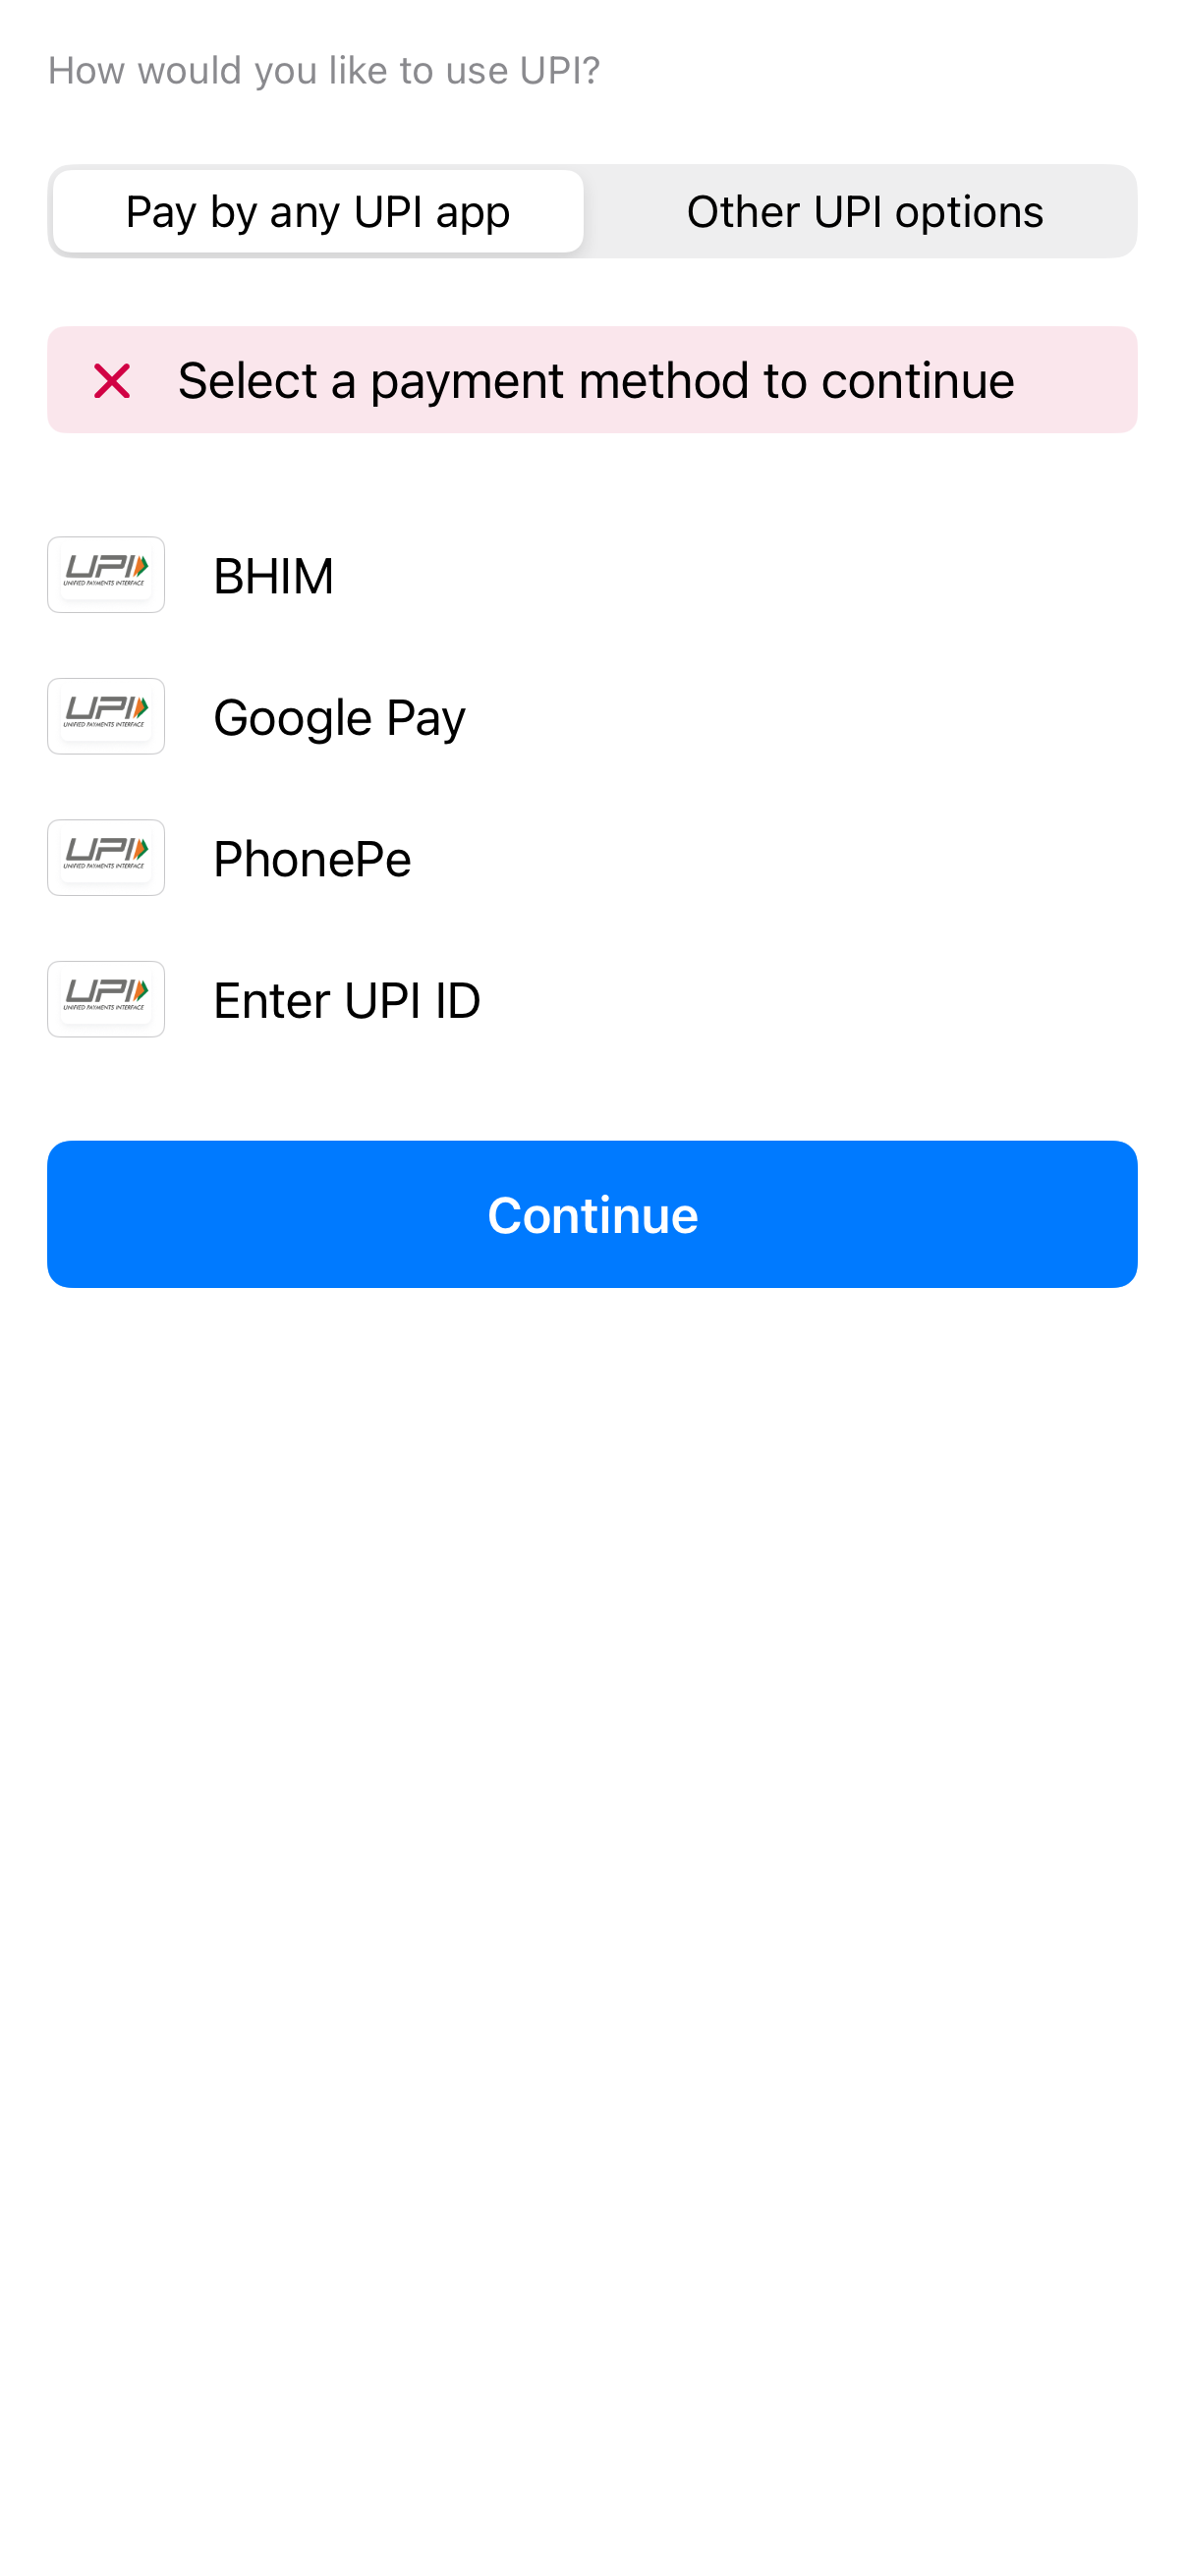 How would you like to use UPI?
Pay by any UPI app
Other UPI options
Select a payment method to continue
UPI
UNIFIED PAYMENTS INTERFACE
BHIM
UPI
UNIFIED PAYMENTS INTERFACE
Google Pay
UPI
UNIFIED PAYMENTS INTERFACE
PhonePe
UPI
UNIFIED PAYMENTS INTERFACE
Enter UPI ID
Continue